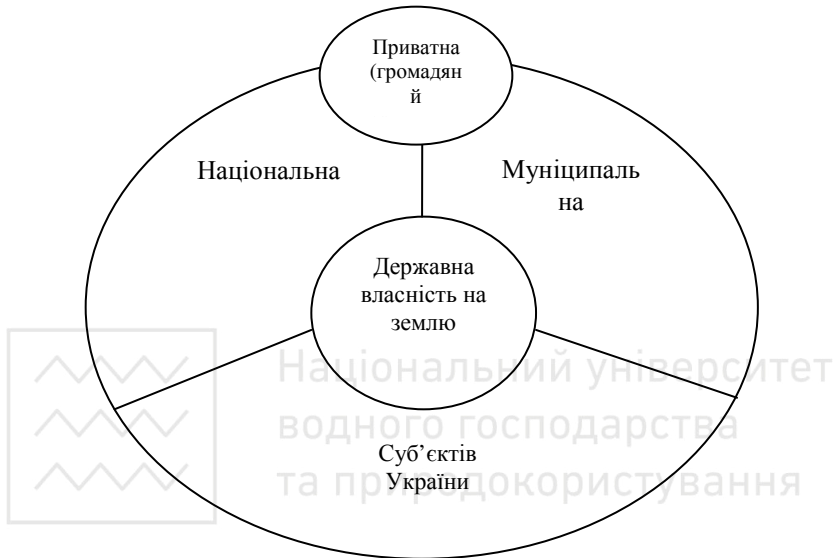 Приватна
(громадян
й
Національна
Муніципаль
на
Державна
власність на
землю
Національний університет
водного господарства
та природокористування
Суб’єктів
України